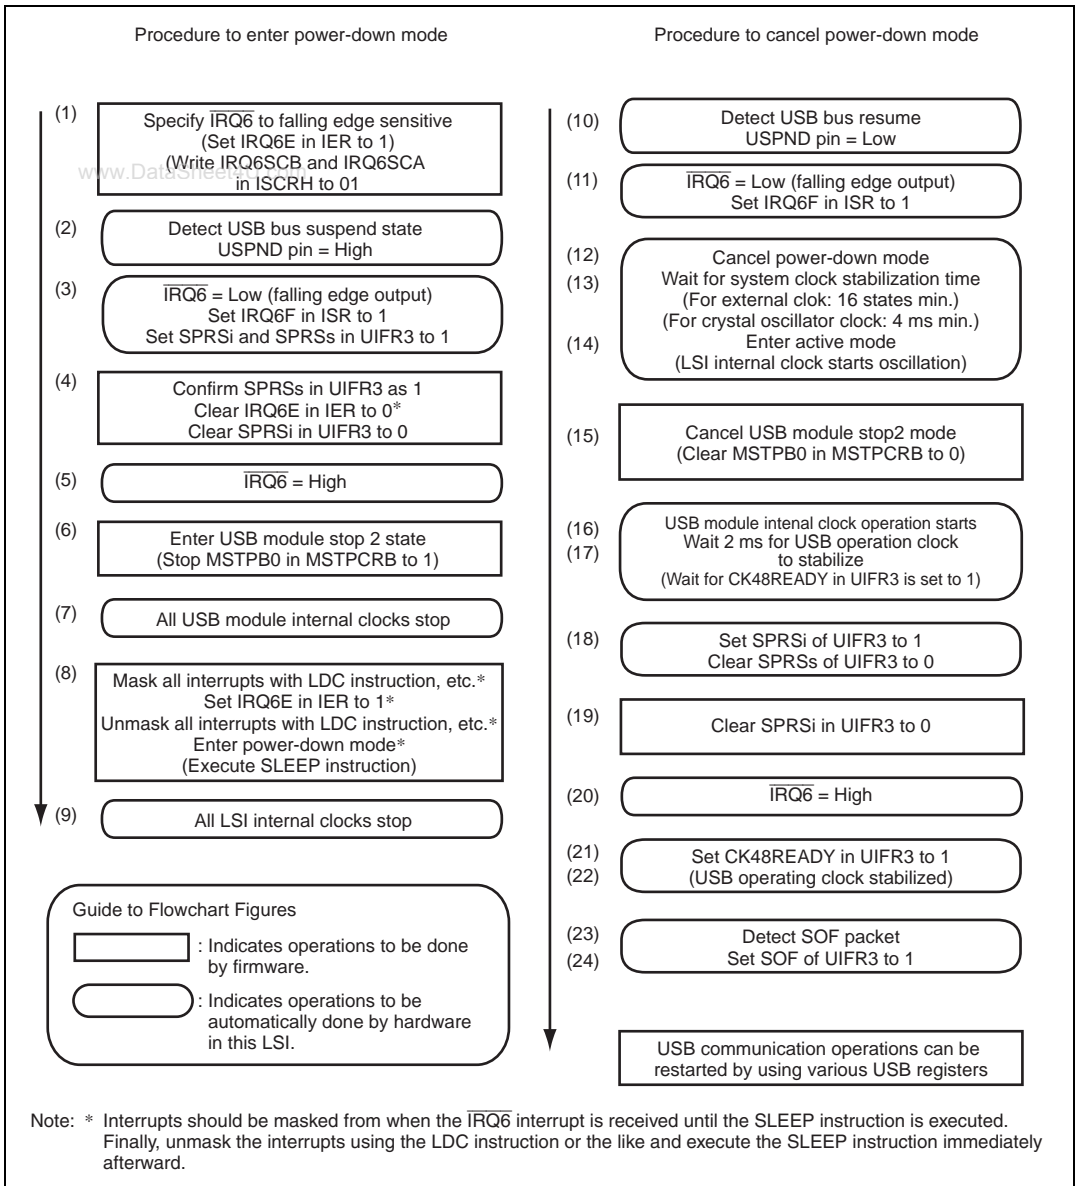 Procedure to enter power-down mode
(1)
Specify IRQ6 to falling edge sensitive
(Set IRQ6E in IER to 1)
(Write IRQ6SCB and IRQ6SCA
in ISCRH to 01
www.DataSheet4U.com
(2)
Detect USB bus suspend state
USPND pin = High
(3)
IRQ6 = Low (falling edge output)
Set IRQ6F in ISR to 1
Set SPRSi and SPRSs in UIFR3 to 1
(4)
Confirm SPRSs in UIFR3 as 1
Clear IRQ6E in IER to 0*
Clear SPRSi in UIFR3 to 0
(5)
IRQ6 = High
(6)
Enter USB module stop 2 state
(Stop MSTPB0 in MSTPCRB to 1)
(7)
All USB module internal clocks stop
(8)
Mask all interrupts with LDC instruction, etc.*
Set IRQ6E in IER to 1*
Unmask all interrupts with LDC instruction, etc.*
Enter power-down mode*
(Execute SLEEP instruction)
(9)
All LSI internal clocks stop
Guide to Flowchart Figures
: Indicates operations to be done
by firmware.
: Indicates operations to be
automatically done by hardware
in this LSI.
Procedure to cancel power-down mode
(10)
Detect USB bus resume
USPND pin = Low
(11)
IRQ6 = Low (falling edge output)
Set IRQ6F in ISR to 1
(12)
Cancel power-down mode
(13)
Wait for system clock stabilization time
(For external clok: 16 states min.)
(For crystal oscillator clock: 4 ms min.)
(14)
Enter active mode
(LSI internal clock starts oscillation)
(15)
Cancel USB module stop2 mode
(Clear MSTPB0 in MSTPCRB to 0)
(16)
USB module intenal clock operation starts
(17)
Wait 2 ms for USB operation clock
to stabilize
(Wait for CK48READY in UIFR3 is set to 1)
(18)
Set SPRSi of UIFR3 to 1
Clear SPRSs of UIFR3 to 0
(19)
Clear SPRSi in UIFR3 to 0
(20)
IRQ6 = High
(21)
Set CK48READY in UIFR3 to 1
(22)
(USB operating clock stabilized)
(23)
Detect SOF packet
(24)
Set SOF of UIFR3 to 1
USB communication operations can be
restarted by using various USB registers
Note: * Interrupts should be masked from when the IRQ6 interrupt is received until the SLEEP instruction is executed.
Finally, unmask the interrupts using the LDC instruction or the like and execute the SLEEP instruction immediately
afterward.